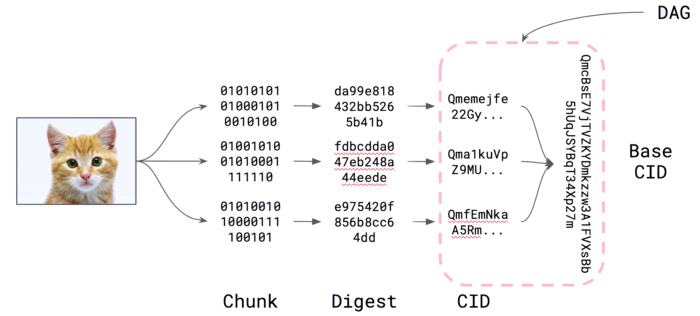 DAG
01010101
01000101
0010100
da99e818
432bb526
5b41b
Qmemejfe
22Gy...
01001010
01010001
111110
fdbcdda0
47eb248a
44eede
Qma1kuVp
Z9MU...
01010010
10000111
100101
e975420f
856b8cc6
4dd
QmfEmNka
A5Rm...
QmcBsE7VjTVZKYDmkzzw3A1FVXsBb
5hUqJSYBqT34Xp27m
Base
CID
Chunk
Digest
CID